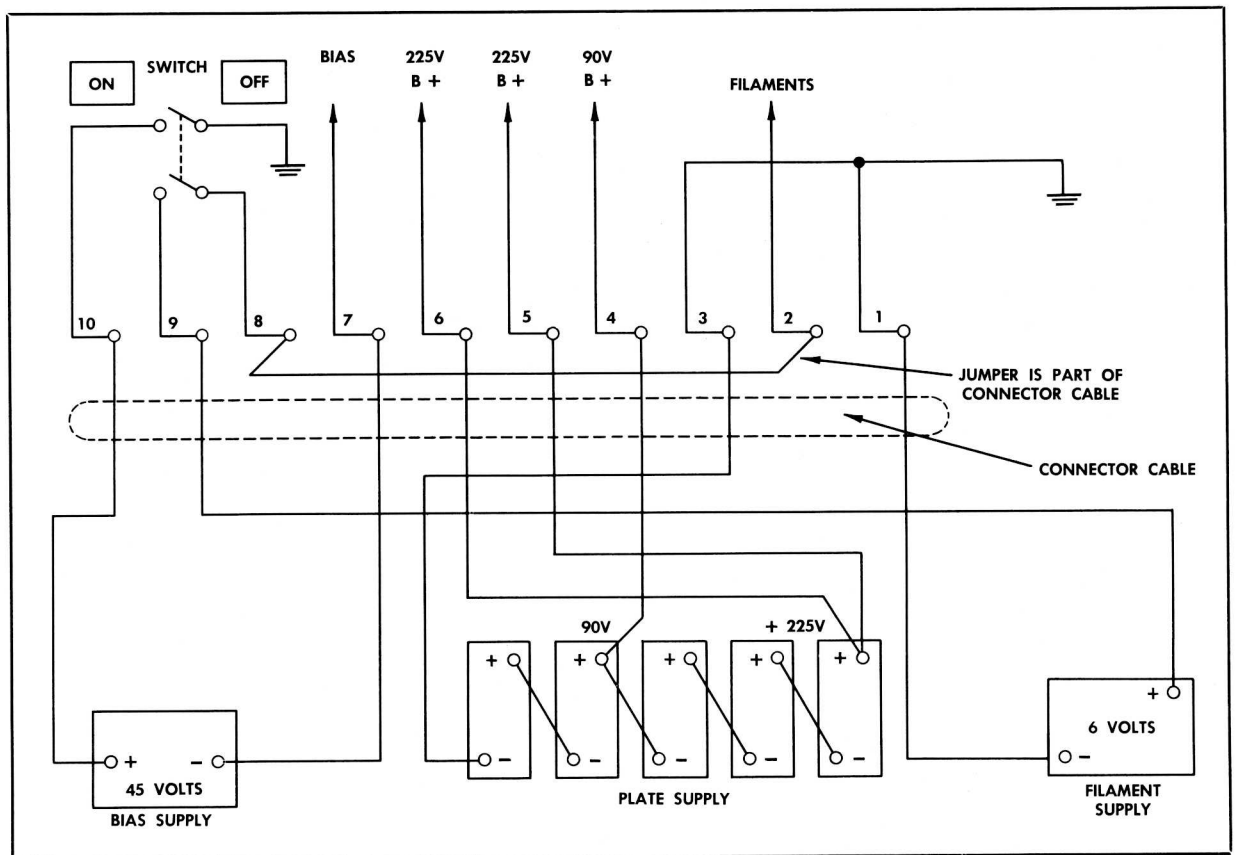 SWITCH
ON
OFF
BIAS
225V
B +
225V
B +
90V
B +
FILAMENTS
10
9
8
7
6
5
4
3
2
1
JUMPER IS PART OF
CONNECTOR CABLE
CONNECTOR CABLE
90V
+ 225V
+
+
+
+
+
-
-
-
-
-
PLATE SUPPLY
+ -
45 VOLTS
BIAS SUPPLY
+
6 VOLTS
-
FILAMENT
SUPPLY